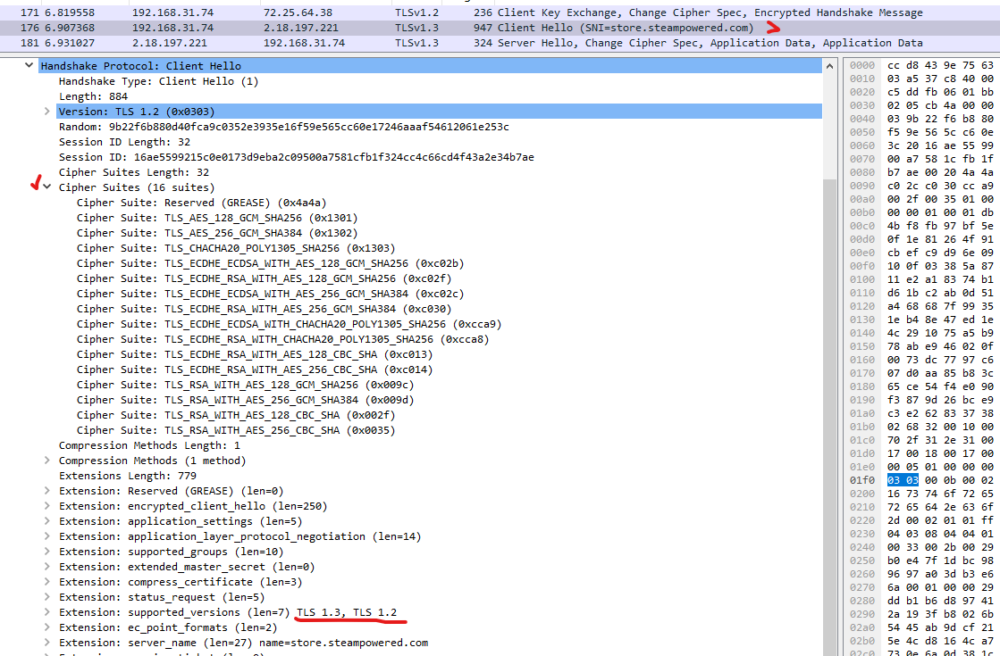 171 6.819558 192.168.31.74 72.25.64.38 TLSv1.2 236 Client Key Exchange, Change Cipher Spec, Encrypted Handshake Message
176 6.907368 192.168.31.74 2.18.197.221 TLSv1.3 947 Client Hello (SNI=store.steampowered.com)
181 6.931027 2.18.197.221 192.168.31.74 TLSv1.3 324 Server Hello, Change Cipher Spec, Application Data, Application Data
Handshake Protocol: Client Hello
Handshake Type: Client Hello (1)
Length: 884
Version: TLS 1.2 (0x0303)
Random: 9b22f6b880d40fca9c0352e3935e16f59e565cc60e17246aaaf54612061e253c
Session ID Length: 32
Session ID: 16ae5599215c0e0173d9eba2c09500a7581cfb1f324cc4c66cd4f43a2e34b7ae
Cipher Suites Length: 32
Cipher Suites (16 suites)
Cipher Suite: Reserved (GREASE) (0x4a4a)
Cipher Suite: TLS_AES_128_GCM_SHA256 (0x1301)
Cipher Suite: TLS_AES_256_GCM_SHA384 (0x1302)
Cipher Suite: TLS_CHACHA20_POLY1305_SHA256 (0x1303)
Cipher Suite: TLS_ECDHE_ECDSA_WITH_AES_128_GCM_SHA256 (0xc02b)
Cipher Suite: TLS_ECDHE_RSA_WITH_AES_128_GCM_SHA256 (0xc02f)
Cipher Suite: TLS_ECDHE_ECDSA_WITH_AES_256_GCM_SHA384 (0xc02c)
Cipher Suite: TLS_ECDHE_RSA_WITH_AES_256_GCM_SHA384 (0xc030)
Cipher Suite: TLS_ECDHE_ECDSA_WITH_CHACHA20_POLY1305_SHA256 (0xcca9)
Cipher Suite: TLS_ECDHE_RSA_WITH_CHACHA20_POLY1305_SHA256 (0xcca8)
Cipher Suite: TLS_ECDHE_RSA_WITH_AES_128_CBC_SHA (0xc013)
Cipher Suite: TLS_ECDHE_RSA_WITH_AES_256_CBC_SHA (0xc014)
Cipher Suite: TLS_RSA_WITH_AES_128_GCM_SHA256 (0x009c)
Cipher Suite: TLS_RSA_WITH_AES_256_GCM_SHA384 (0x009d)
Cipher Suite: TLS_RSA_WITH_AES_128_CBC_SHA (0x002f)
Cipher Suite: TLS_RSA_WITH_AES_256_CBC_SHA (0x0035)
Compression Methods Length: 1
Compression Methods (1 method)
Extensions Length: 779
Extension: Reserved (GREASE) (len=0)
Extension: encrypted_client_hello (len=250)
Extension: application_settings (len=5)
Extension: application_layer_protocol_negotiation (len=14)
Extension: supported_groups (len=10)
Extension: extended_master_secret (len=0)
Extension: compress_certificate (len=3)
Extension: status_request (len=5)
Extension: supported_versions (len=7) TLS 1.3, TLS 1.2
Extension: ec_point_formats (len=2)
Extension: server_name (len=27) name=store.steampowered.com
0000 cc d8 43 9e 75 63
0010 03 a5 37 c8 40 00
0020 c5 dd fb 06 01 bb
0030 02 05 cb 4a 00 00
0040 03 9b 22 f6 b8 80
0050 f5 9e 56 5c c6 0e
0060 3c 20 16 ae 55 99
0070 00 a7 58 1c fb 1f
0080 b7 ae 00 20 4a 4a
0090 c0 2c c0 30 cc a9
00a0 00 2f 00 35 01 00
00b0 00 00 01 00 01 db
00c0 4b f8 fb 97 bf 5e
00d0 0f 1e 81 26 4f 91
00e0 cb ef c9 d9 6e 09
00f0 10 0f 03 38 5a 87
0100 11 e2 a1 83 74 b1
0110 d6 1b c2 ab 0d 51
0120 a4 68 68 7f 99 35
0130 1e b4 8e 47 ed 1e
0140 4c 29 10 75 a5 b9
0150 78 ab e9 46 02 0f
0160 00 73 dc 77 97 c6
0170 07 d0 aa 85 b8 3c
0180 65 ce 54 f4 e0 90
0190 f3 87 9d 26 bc e9
01a0 c3 e2 62 83 37 38
01b0 02 68 32 00 10 00
01c0 70 2f 31 2e 31 00
01d0 17 00 18 00 17 00
01e0 00 05 01 00 00 00
01f0 03 03 00 0b 00 02
0200 16 73 74 6f 72 65
0210 72 65 64 2e 63 6f
0220 2d 00 02 01 01 ff
0230 04 03 08 04 04 01
0240 00 33 00 2b 00 29
0250 b0 e4 7f 1d bc 98
0260 96 97 a0 3d b3 e6
0270 6a 00 01 00 00 29
0280 dd b1 b6 d8 97 41
0290 2a 19 3f b8 02 6b
02a0 54 45 ab 9d cf 21
02b0 5e 4c d8 16 4c a7
02c0 73 0e 6a 0d 38 1c